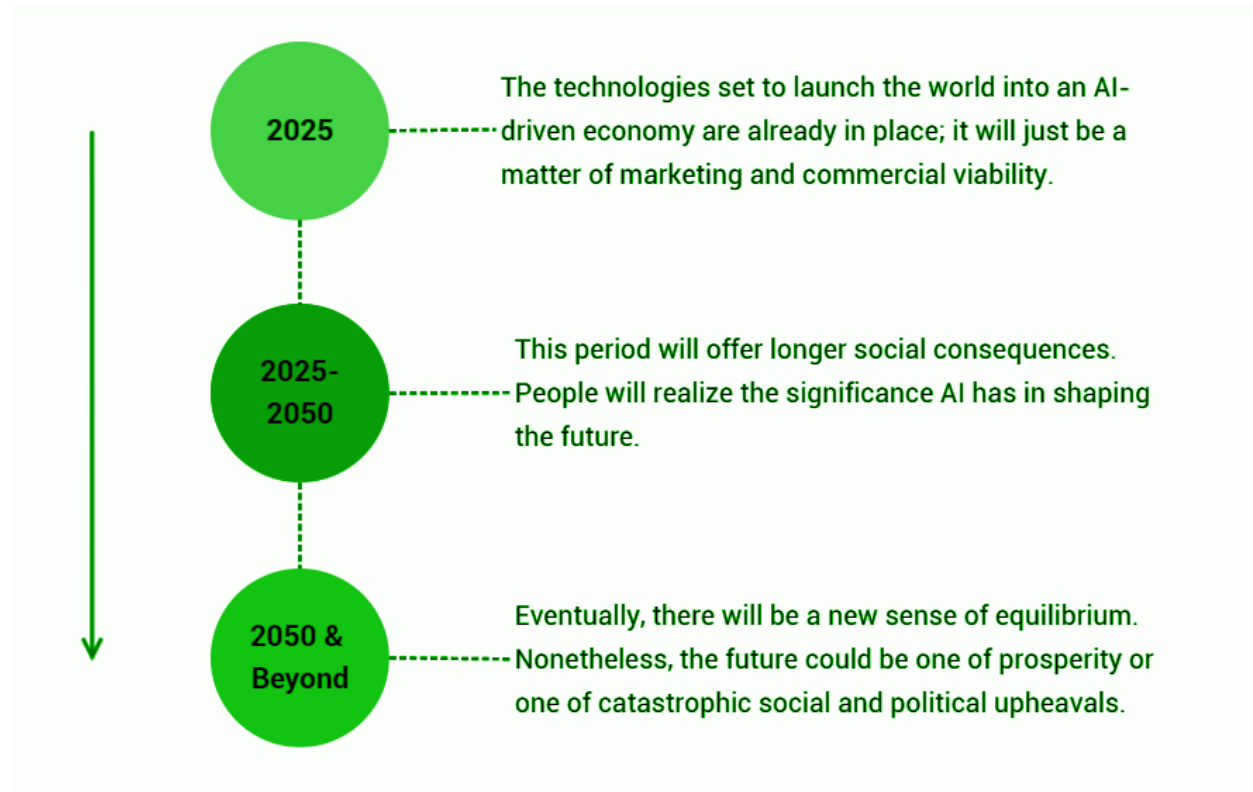 2025
The technologies set to launch the world into an AI-
driven economy are already in place; it will just be a
matter of marketing and commercial viability.
2025-
2050
This period will offer longer social consequences.
People will realize the significance AI has in shaping
the future.
2050 &
Beyond
Eventually, there will be a new sense of equilibrium.
Nonetheless, the future could be one of prosperity or
one of catastrophic social and political upheavals.